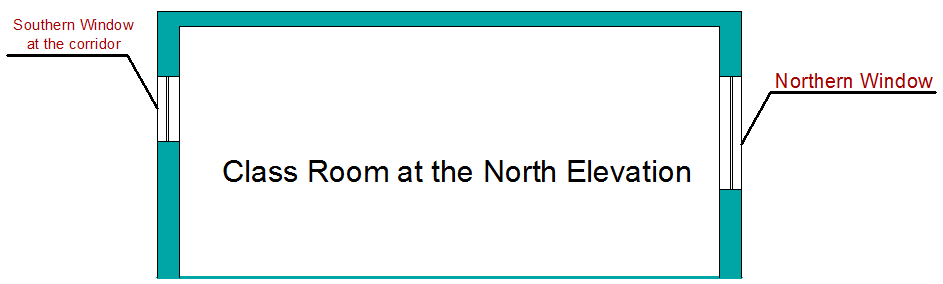 Southern Window
at the corridor
Northern Window
Class Room at the North Elevation